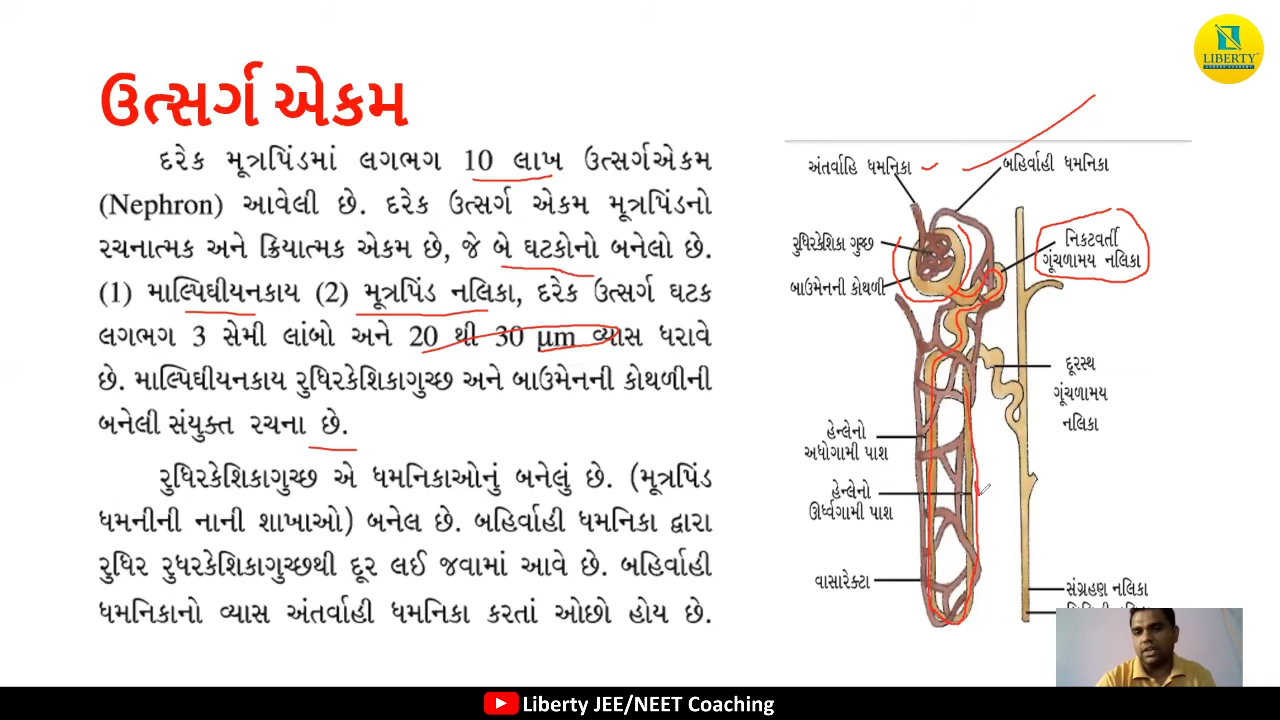 LIBERTY
CAREER ACADEMY
ઉત્સર્ગ એકમ
દરેક મૂત્રપિંડમાં લગભગ 10 લાખ ઉત્સર્ગએકમ
(Nephron) આવેલી છે. દરેક ઉત્સર્ગ એકમ મૂત્રપિંડનો
રચનાત્મક અને ક્રિયાત્મક એકમ છે, જે બે ઘટકોનો બનેલો છે.
(1) માલ્પિઘીયનકાય (2) મૂત્રપિંડ નલિકા, દરેક ઉત્સર્ગ ઘટક
લગભગ 3 સેમી લાંબો અને 20 થી 30 µm વ્યાસ ધરાવે
છે. માલ્પિઘીયનકાય રુધિરકેશિકાગુચ્છ અને બાઉમેનની કોથળીની
બનેલી સંયુક્ત રચના છે.
રુધિરકેશિકાગુચ્છ એ ધમનિકાઓનું બનેલું છે. (મૂત્રપિંડ
ધમનીની નાની શાખાઓ) બનેલ છે. બહિર્વાહી ધમનિકા દ્વારા
રુધિર રુધરકેશિકાગુચ્છથી દૂર લઈ જવામાં આવે છે. બહિર્વાહી
ધમનિકાનો વ્યાસ અંતર્વાહી ધમનિકા કરતાં ઓછો હોય છે.
અંતર્વાહિ ધમનિકા
બહિર્વાહી ધમનિકા
રુધિરકેશિકા ગુચ્છ
બાઉમેનની કોથળી
નિકટવર્તી
ગૂંચળામય નલિકા
દૂરસ્થ
ગૂંચળામય
નલિકા
હેન્લેનો
અધોગામી પાશ
હેન્લેનો
ઊર્ધ્વગામી પાશ
વાસારેક્ટા
સંગ્રહણ નલિકા
Liberty JEE/NEET Coaching